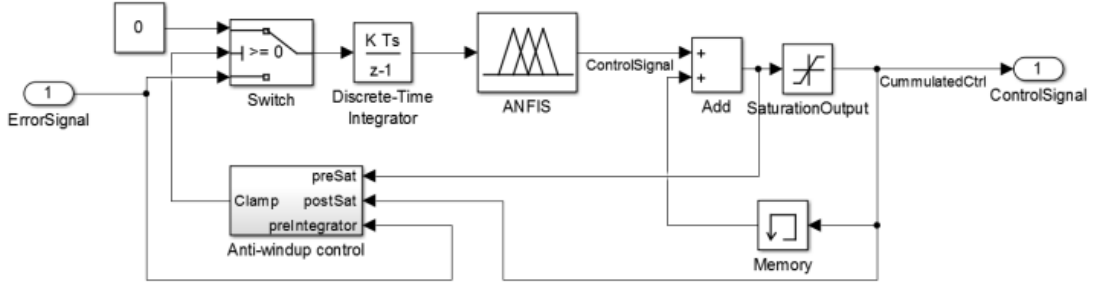 0
>= 0
Switch
K Ts
z-1
Discrete-Time
Integrator
ANFIS
ControlSignal
+
+
Add
SaturationOutput
CummulatedCtrl
1
ControlSignal
1
ErrorSignal
preSat
Clamp
postSat
preIntegrator
Anti-windup control
Memory